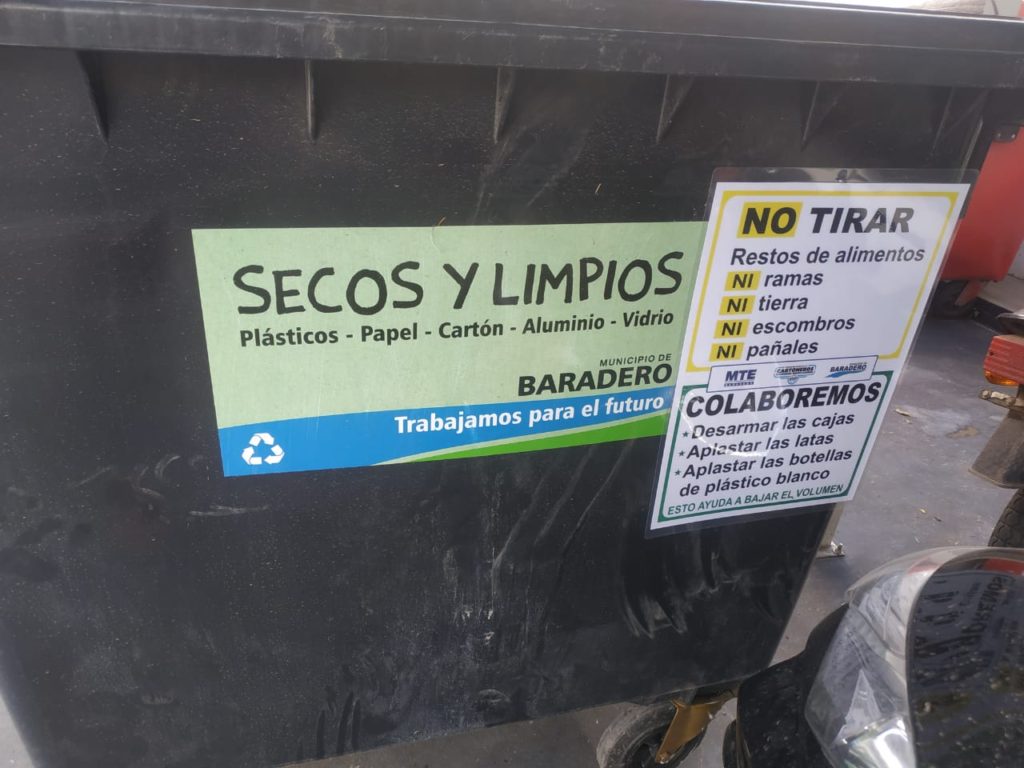 SECOS Y LIMPIOS
Plásticos - Papel - Cartón - Aluminio - Vidrio
MUNICIPIO DE
BARADERO
Trabajamos para el futuro
NO TIRAR
Restos de alimentos
NI ramas
NI tierra
NI escombros
NI pañales
MTE CARTONEROS BARADERO
COLABOREMOS
*Desarmar las cajas
*Aplastar las latas
*Aplastar las botellas
de plástico blanco
ESTO AYUDA A BAJAR EL VOLUMEN